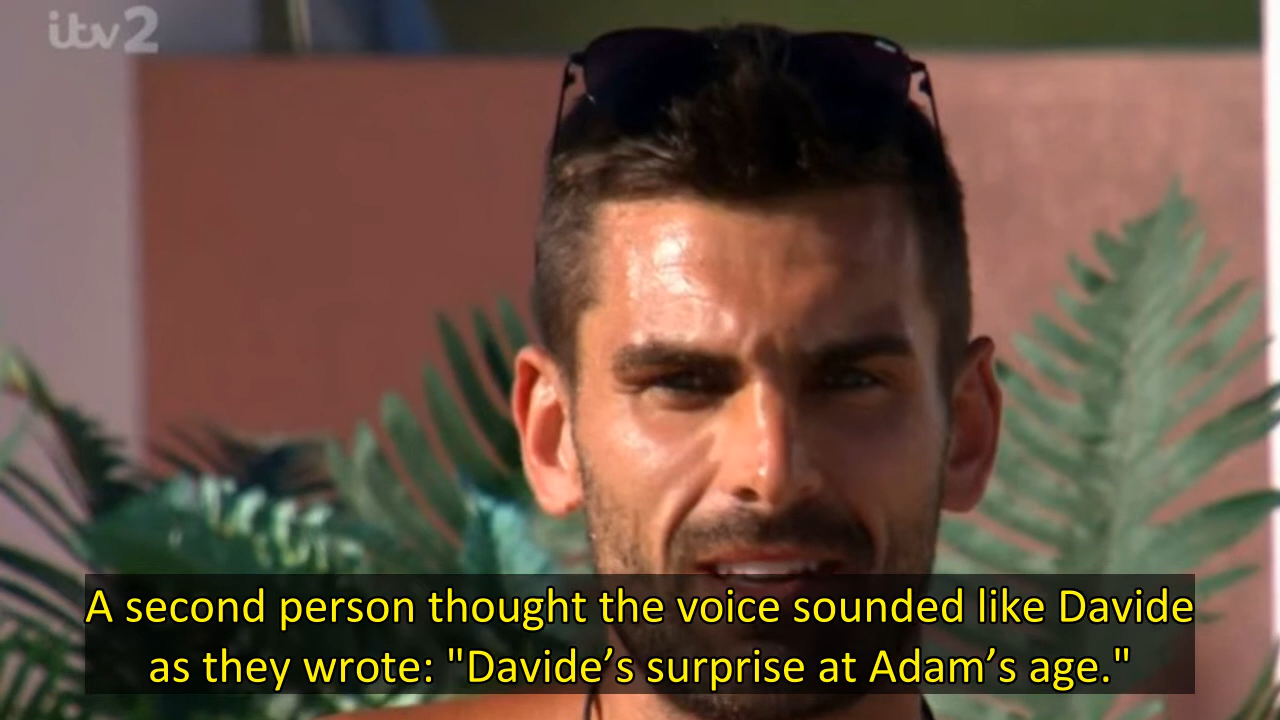 itv2
A second person thought the voice sounded like Davide
as they wrote: "Davide’s surprise at Adam’s age."